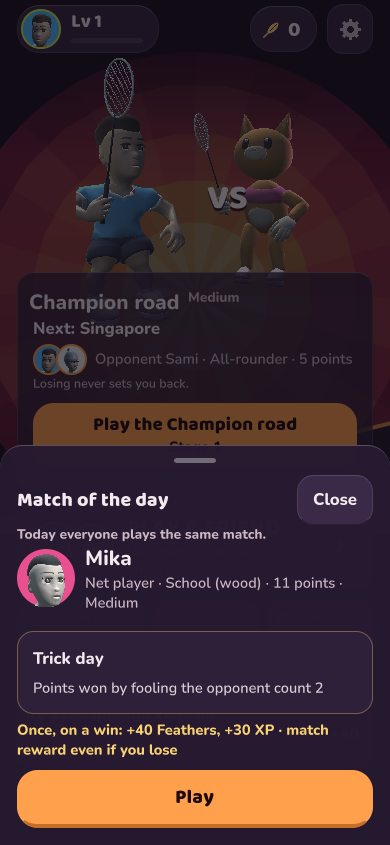 Lv 1
0
VS
Champion road Medium
Next: Singapore
Opponent Sami · All-rounder · 5 points
Losing never sets you back.
Play the Champion road
Match of the day
Close
Today everyone plays the same match.
Mika
Net player · School (wood) · 11 points ·
Medium
Trick day
Points won by fooling the opponent count 2
Once, on a win: +40 Feathers, +30 XP · match
reward even if you lose
Play